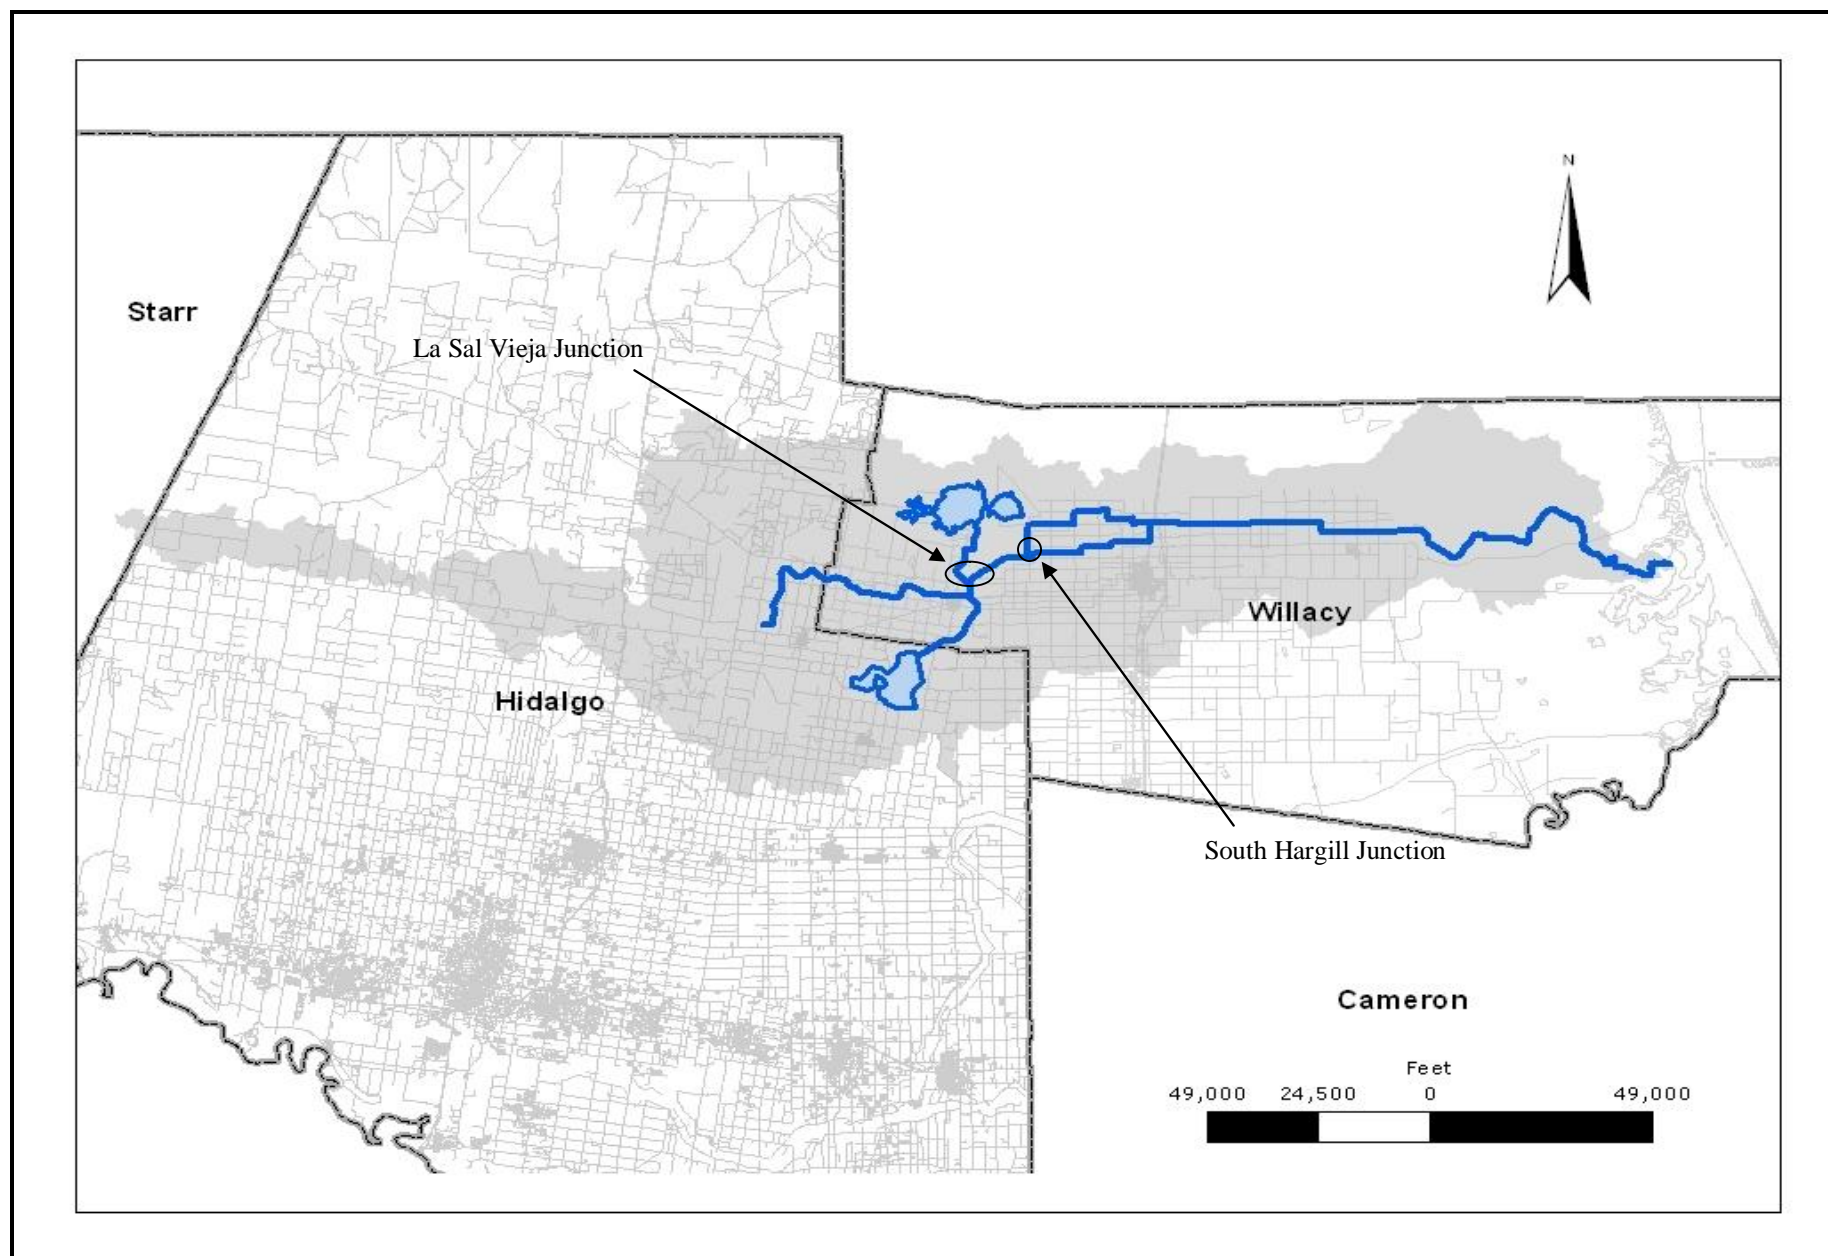 N
Starr
La Sal Vieja Junction
Willacy
Hidalgo
South Hargill Junction
Cameron
Feet
49,000 24,500 0 49,000